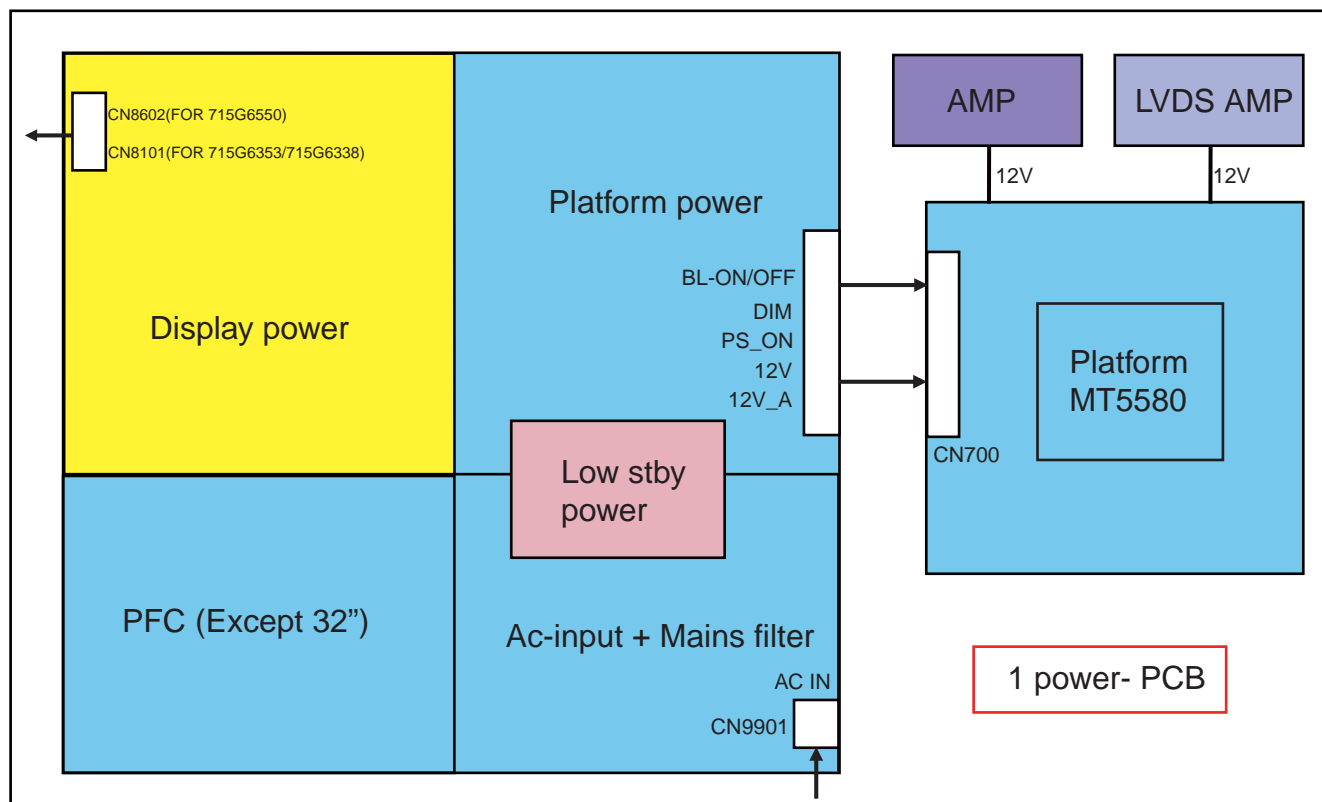 CN8602(FOR 715G6550)
CN8101(FOR 715G6353/715G6338)
Display power
Platform power
BL-ON/OFF
DIM
PS_ON
12V
12V_A
Low stby
power
PFC (Except 32”)
Ac-input + Mains filter
AC IN
CN9901
AMP
LVDS AMP
12V
12V
CN700
Platform
MT5580
1 power- PCB